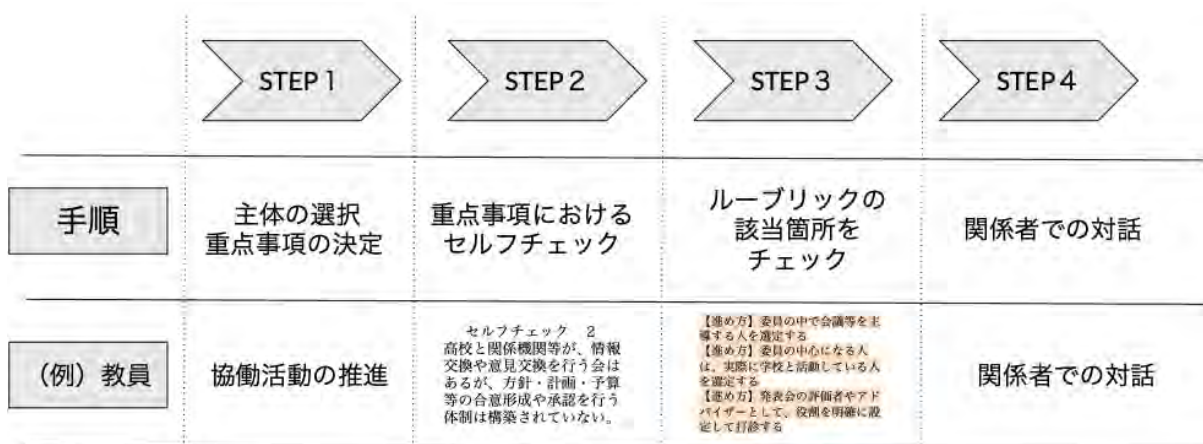 STEP 1
STEP 2
STEP 3
STEP 4
手順
主体の選択
重点事項の決定
重点事項における
セルフチェック
ルーブリックの
該当箇所を
チェック
関係者での対話
(例)教員
協働活動の推進
セルフチェック 2
高校と関係機関等が、情報
交換や意見交換を行う会は
あるが、方針・計画・予算
等の合意形成や承認を行う
体制は構築されていない。
【進め方】委員の中で会議等を主
導する人を選定する
【進め方】委員の中心になる人
は、実際に学校と活動している人
を選定する
【進め方】発表会の評価者やアド
バイザーとして、役割を明確に設
定して打診する
関係者での対話